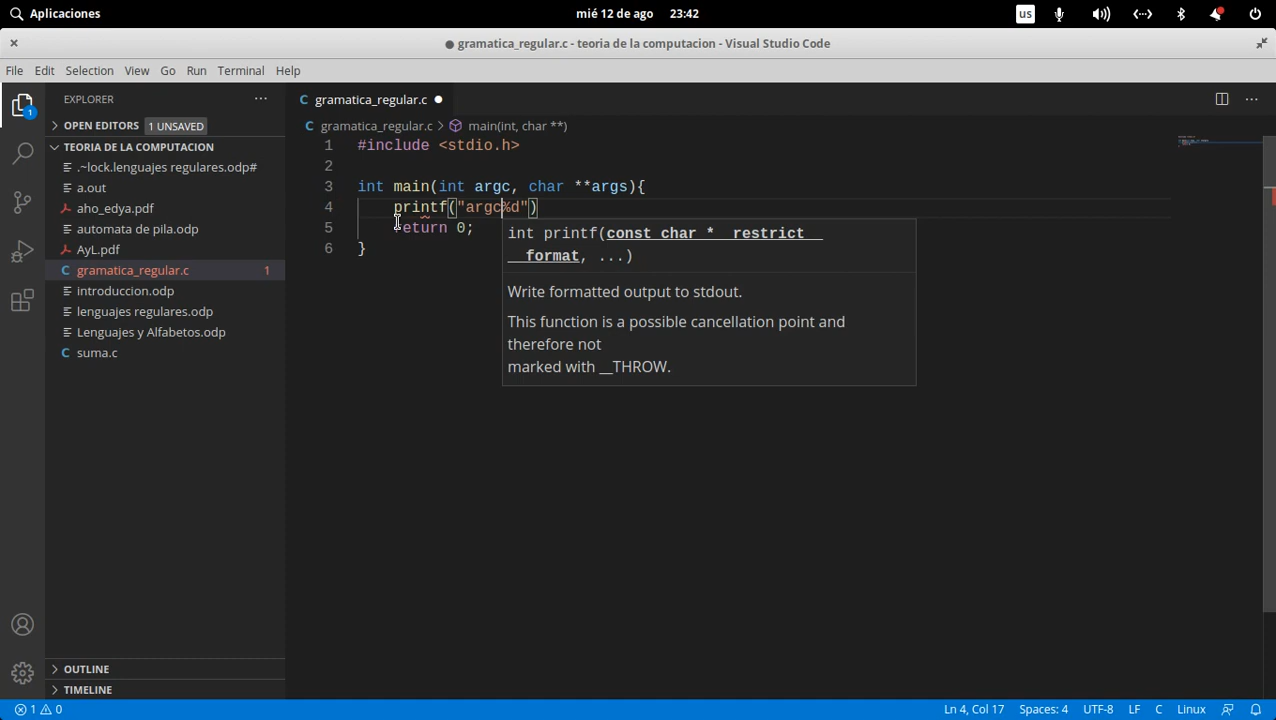 Aplicaciones
mié 12 de ago 23:42
us
gramatica_regular.c - teoria de la computacion - Visual Studio Code
File Edit Selection View Go Run Terminal Help
EXPLORER
gramatica_regular.c
1
OPEN EDITORS 1 UNSAVED
gramatica_regular.c > main(int, char **)
TEORIA DE LA COMPUTACION
.~lock.lenguajes regulares.odp#
a.out
aho_edya.pdf
automata de pila.odp
AyL.pdf
gramatica_regular.c 1
introduccion.odp
lenguajes regulares.odp
Lenguajes y Alfabetos.odp
suma.c
OUTLINE
TIMELINE
1 #include <stdio.h>
2
3 int main(int argc, char **args){
4 printf("argc%d")
5 return 0;
6 }
int printf(const char *__restrict__
__format, ...)
Write formatted output to stdout.
This function is a possible cancellation point and
therefore not
marked with __THROW.
1 0
Ln 4, Col 17 Spaces: 4 UTF-8 LF C Linux